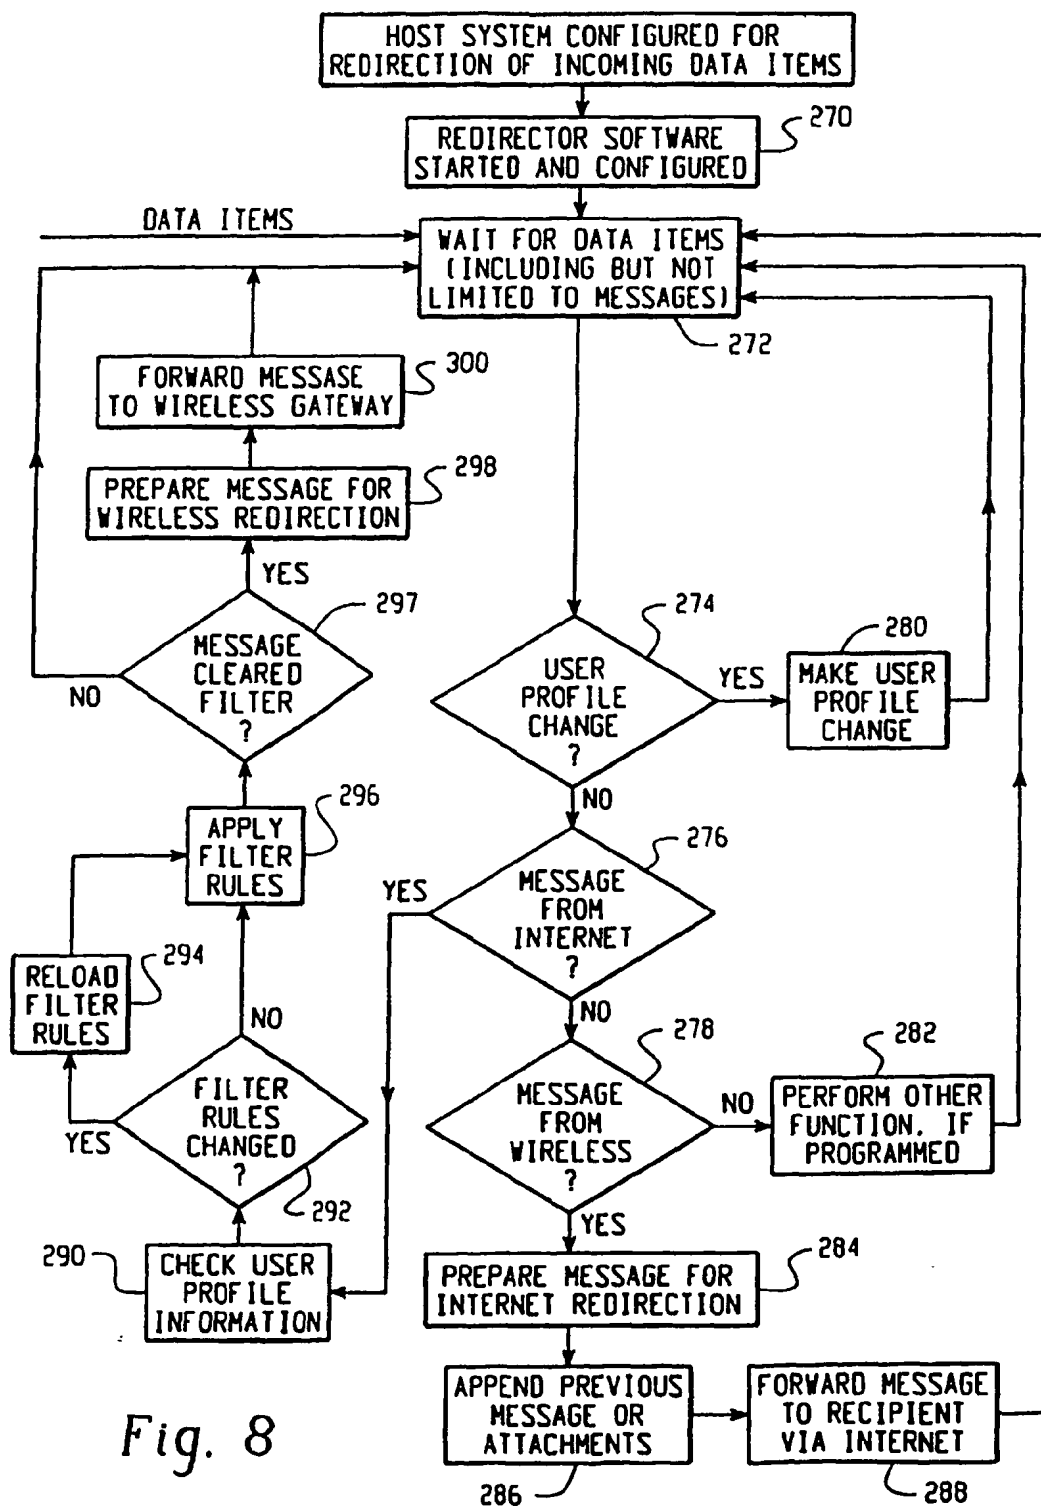 HOST SYSTEM CONFIGURED FOR
REDIRECTION OF INCOMING DATA ITEMS
270
REDIRECTOR SOFTWARE
STARTED AND CONFIGURED
DATA ITEMS
WAIT FOR DATA ITEMS
(INCLUDING BUT NOT
LIMITED TO MESSAGES)
272
300
FORWARD MESSASE
TO WIRELESS GATEWAY
298
PREPARE MESSAGE FOR
WIRELESS REDIRECTION
YES
297
MESSAGE
CLEARED
FILTER
?
NO
274
USER
PROFILE
CHANGE
?
YES
280
MAKE USER
PROFILE
CHANGE
NO
296
APPLY
FILTER
RULES
276
YES
MESSAGE
FROM
INTERNET
?
294
RELOAD
FILTER
RULES
NO
NO
278
282
FILTER
RULES
CHANGED
?
YES
292
MESSAGE
FROM
WIRELESS
?
NO
PERFORM OTHER
FUNCTION. IF
PROGRAMMED
YES
290
CHECK USER
PROFILE
INFORMATION
284
PREPARE MESSAGE FOR
INTERNET REDIRECTION
APPEND PREVIOUS
MESSAGE OR
ATTACHMENTS
286
FORWARD MESSAGE
TO RECIPIENT
VIA INTERNET
288
Fig. 8